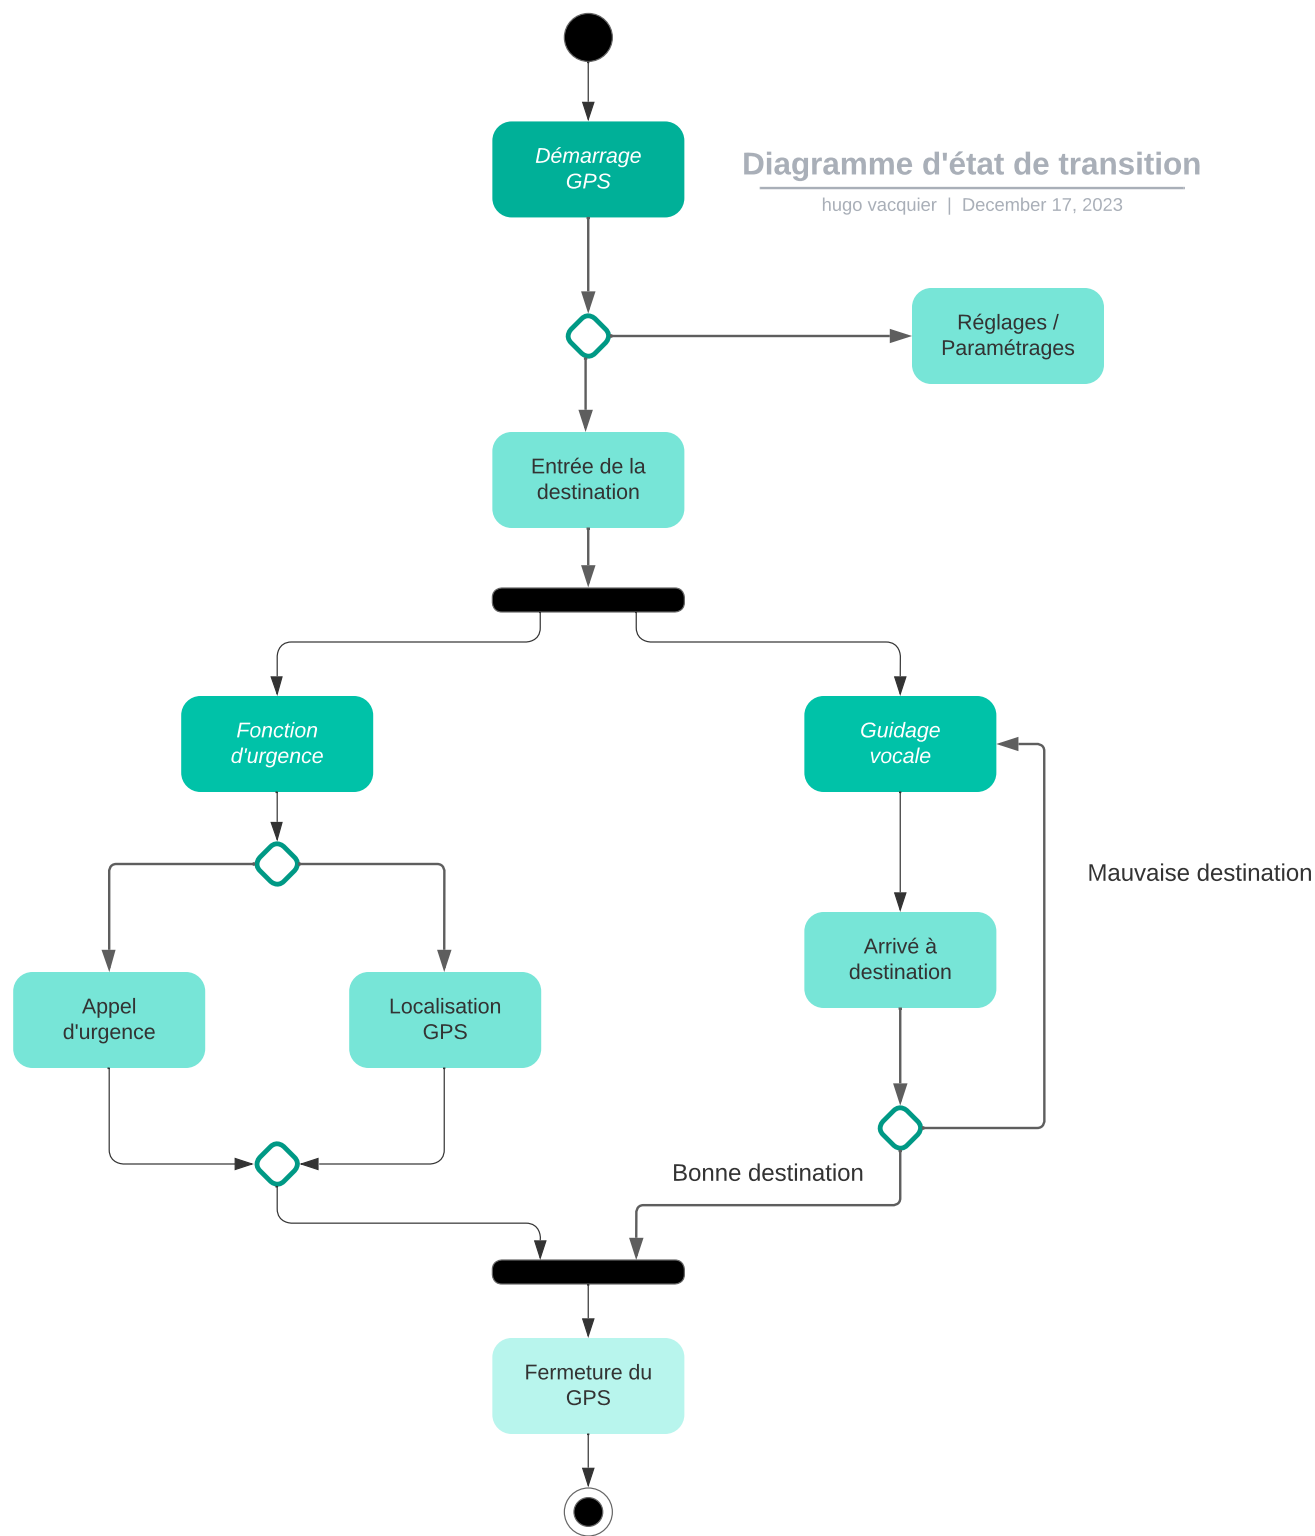 Démarrage
GPS
Diagramme d'état de transition
hugo vacquier | December 17, 2023
Réglages /
Paramétrages
Entrée de la
destination
Fonction
d'urgence
Guidage
vocale
Mauvaise destination
Arrivé à
destination
Appel
d'urgence
Localisation
GPS
Bonne destination
Fermeture du
GPS